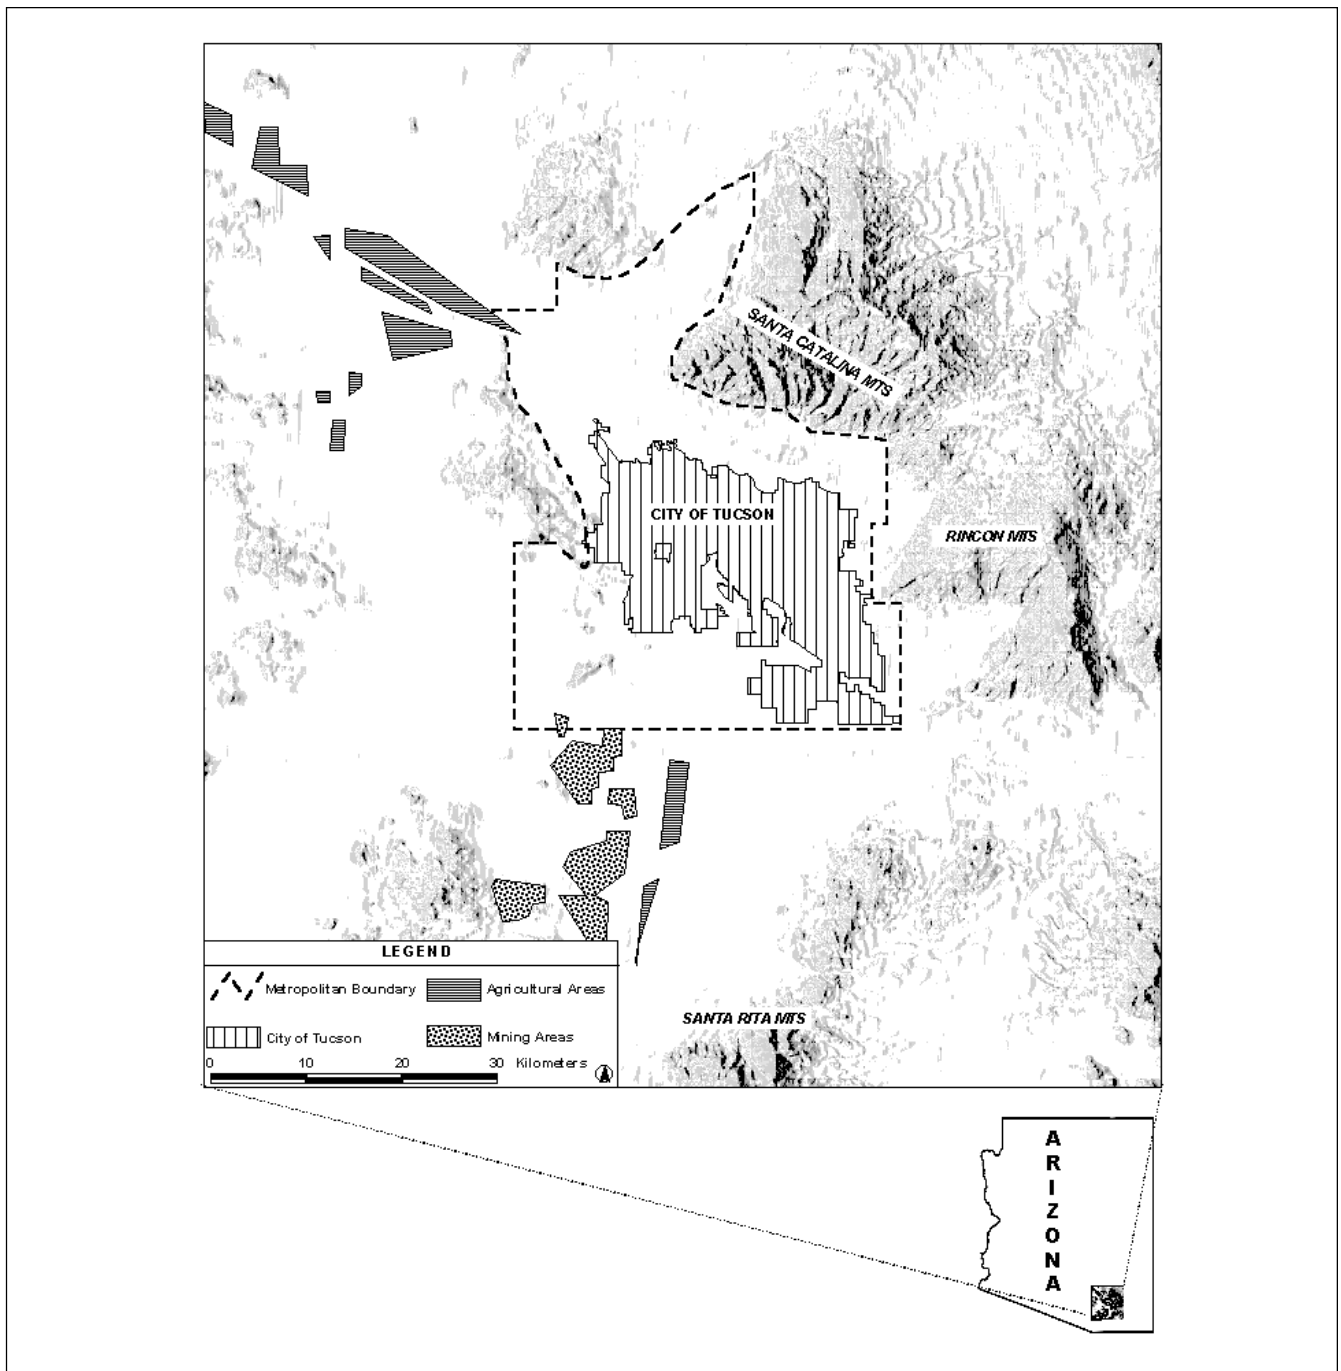 SANTA CATALINA MTS
CITY OF TUCSON
RINCON MTS
LEGEND
Metropolitan Boundary
Agricultural Areas
City of Tucson
Mining Areas
0 10 20 30 Kilometers
SANTA RITA MTS
ARIZONA